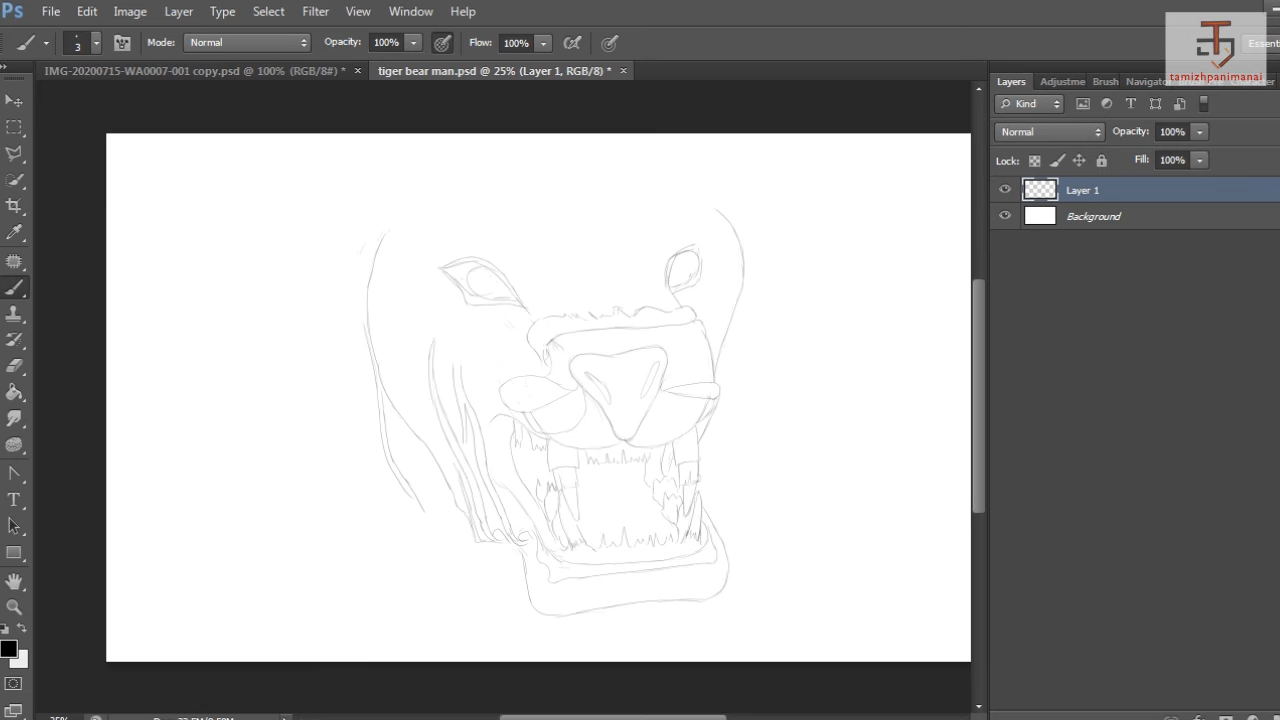 Ps File Edit Image Layer Type Select Filter View Window Help
3 Mode: Normal Opacity: 100% Flow: 100% Essent
IMG-20200715-WA0007-001 copy.psd @ 100% (RGB/8#) * × tiger bear man.psd @ 25% (Layer 1, RGB/8) * ×
tamizhpanimanai
Layers Adjustme Brush Navigat
Kind
Normal Opacity: 100%
Lock: Fill: 100%
Layer 1
Background